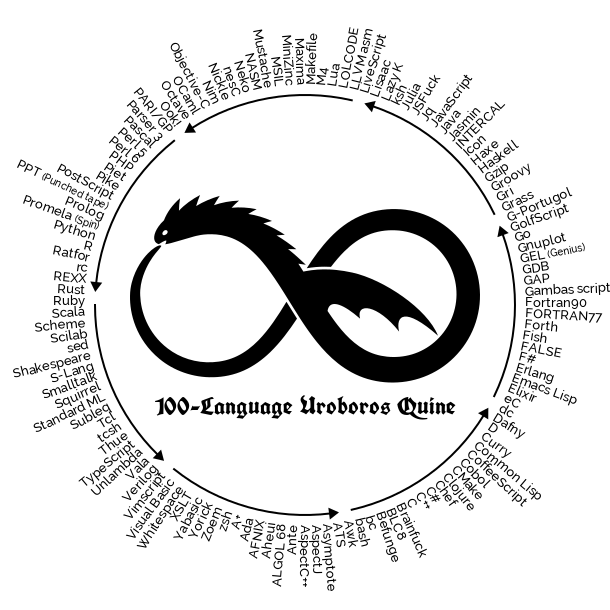 Ruby
Scala
Scheme
Scilab
sed
Shakespeare
S-Lang
Smalltalk
Squirrel
Standard ML
Subleq
Tcl
tcsh
Thue
TypeScript
Unlambda
Vala
Verilog
Vimscript
Visual Basic
Whitespace
XSLT
Yabasic
Yorick
Zoem
zsh
A+
Ada
AFNIX
Aheui
ALGOL 68
Ante
AspectC++
AspectJ
Asymptote
ATS
Awk
bash
bc
Befunge
BLC8
Brainfuck
C
C++
C#
Chef
Clojure
CMake
Cobol
CoffeeScript
Common Lisp
Curry
D
Dafny
dc
eC
Elixir
Emacs Lisp
Erlang
F#
FALSE
Fish
Forth
FORTRAN77
Fortran90
Gambas script
GAP
GDB
GEL (Genius)
Gnuplot
Go
GolfScript
G-Portugol
Grass
Gri
Groovy
Gzip
Haskell
Haxe
Icon
INTERCAL
Jasmin
Java
JavaScript
Jq
JSFuck
Julia
ksh
Lazy K
Lisaac
LiveScript
LLVM asm
LOLCODE
Lua
M4
Makefile
Maxima
MiniZinc
MSIL
Mustache
NASM
Neko
nesC
Nickle
Nim
Objective-C
OCaml
Octave
Ook!
PARI/GP
Parser 3
Pascal
Perl 5
Perl 6
PHP
Piet
Pike
PostScript
PPT (Punched tape)
Prolog
Promela (Spin)
Python
R
Ratfor
rc
REXX
Rust
100-Language Uroboros Quine